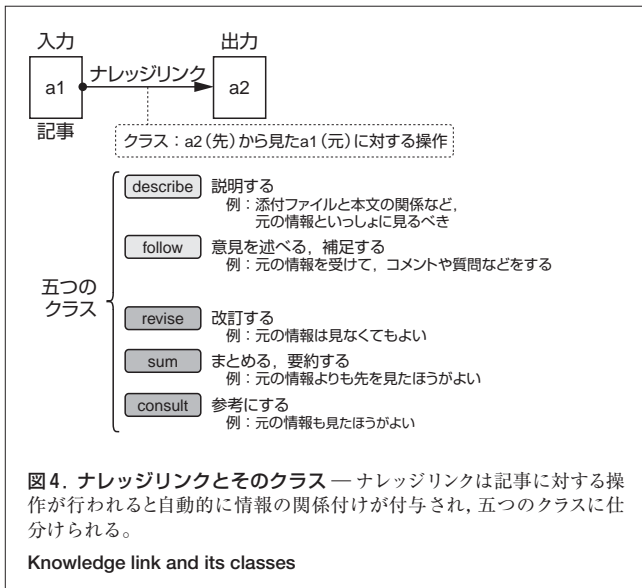 入力
出力
a1
ナレッジリンク
a2
記事
クラス：a2（先）から見たa1（元）に対する操作
五つの
クラス
describe 説明する
例：添付ファイルと本文の関係など，
元の情報といっしょに見るべき
follow 意見を述べる，補足する
例：元の情報を受けて，コメントや質問などをする
revise 改訂する
例：元の情報は見なくてもよい
sum まとめる，要約する
例：元の情報よりも先を見たほうがよい
consult 参考にする
例：元の情報も見たほうがよい
図4．ナレッジリンクとそのクラス — ナレッジリンクは記事に対する操
作が行われると自動的に情報の関係付けが付与され，五つのクラスに仕
分けられる。
Knowledge link and its classes